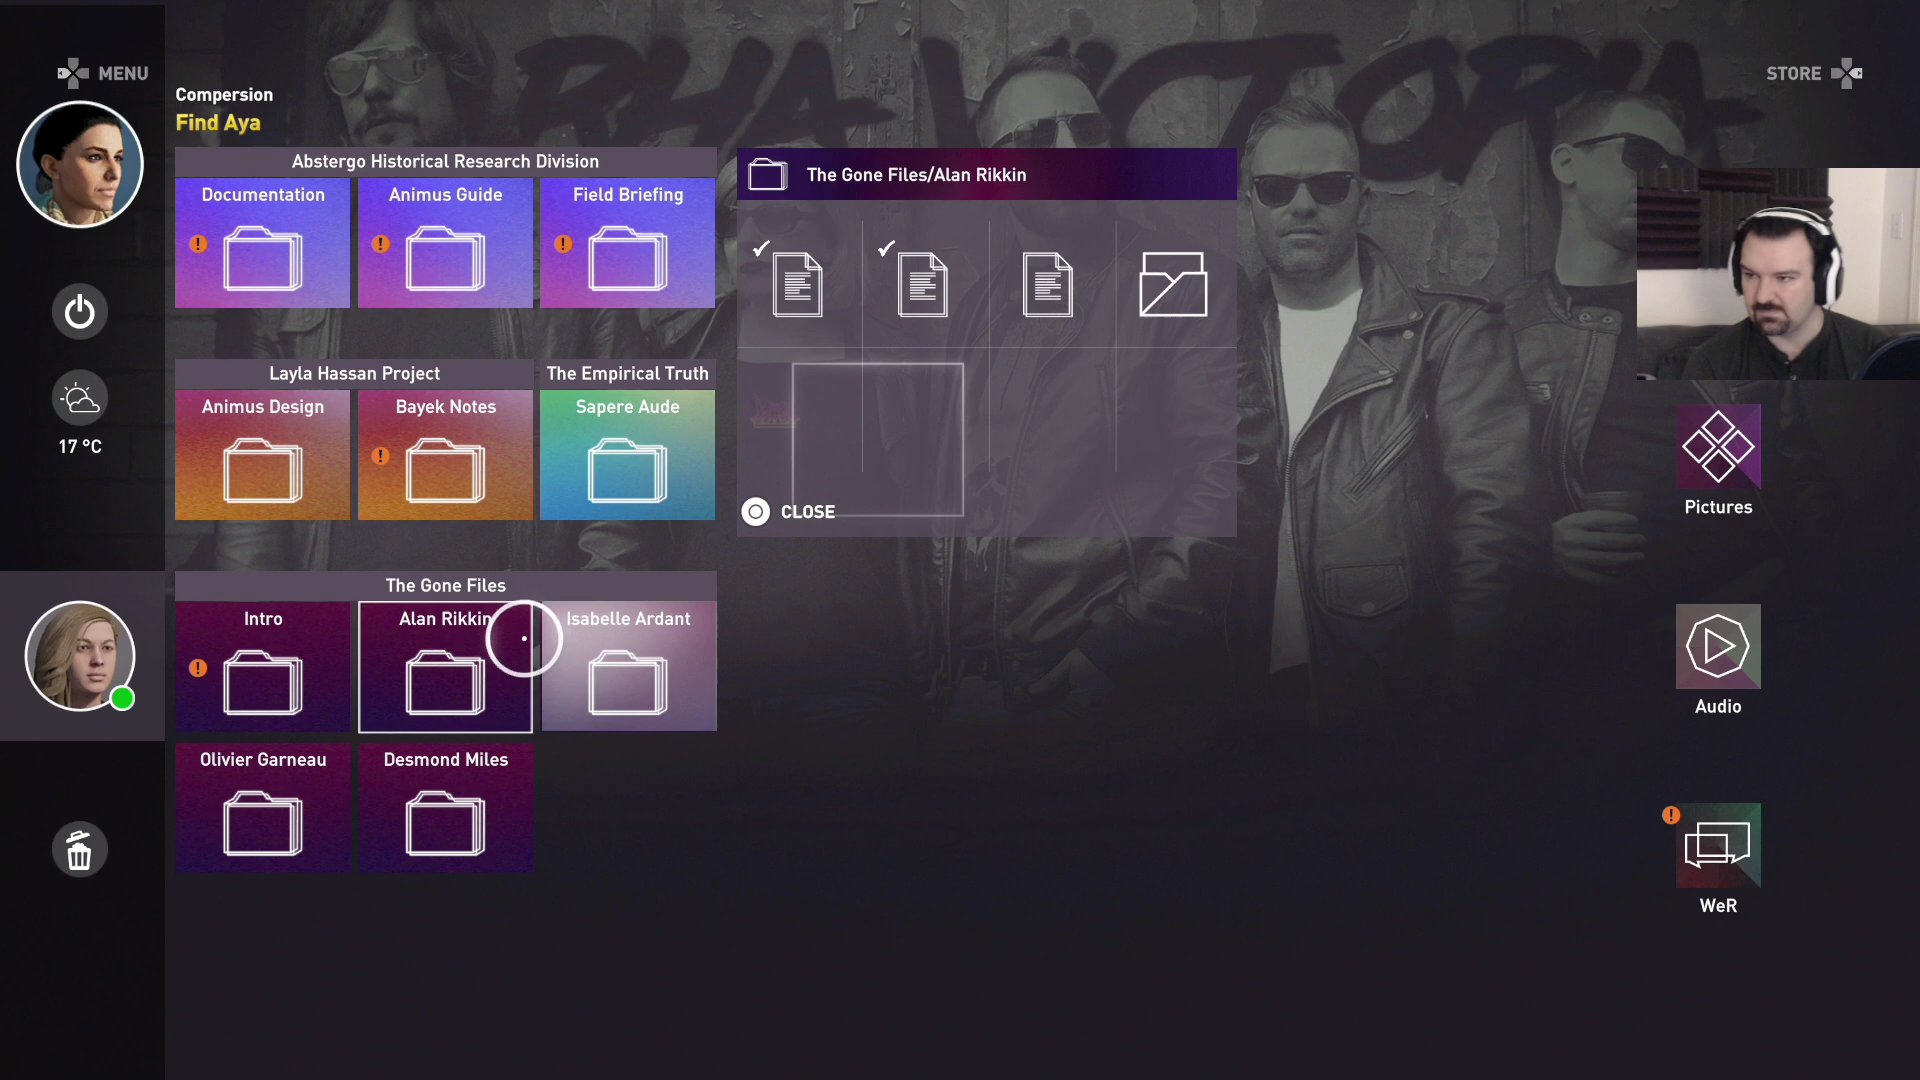 MENU
STORE
Compersion
Find Aya
Abstergo Historical Research Division
Documentation
Animus Guide
Field Briefing
The Gone Files/Alan Rikkin
Layla Hassan Project
The Empirical Truth
Animus Design
Bayek Notes
Sapere Aude
17 °C
CLOSE
Pictures
The Gone Files
Intro
Alan Rikkin
Isabelle Ardant
Audio
Olivier Garneau
Desmond Miles
WeR